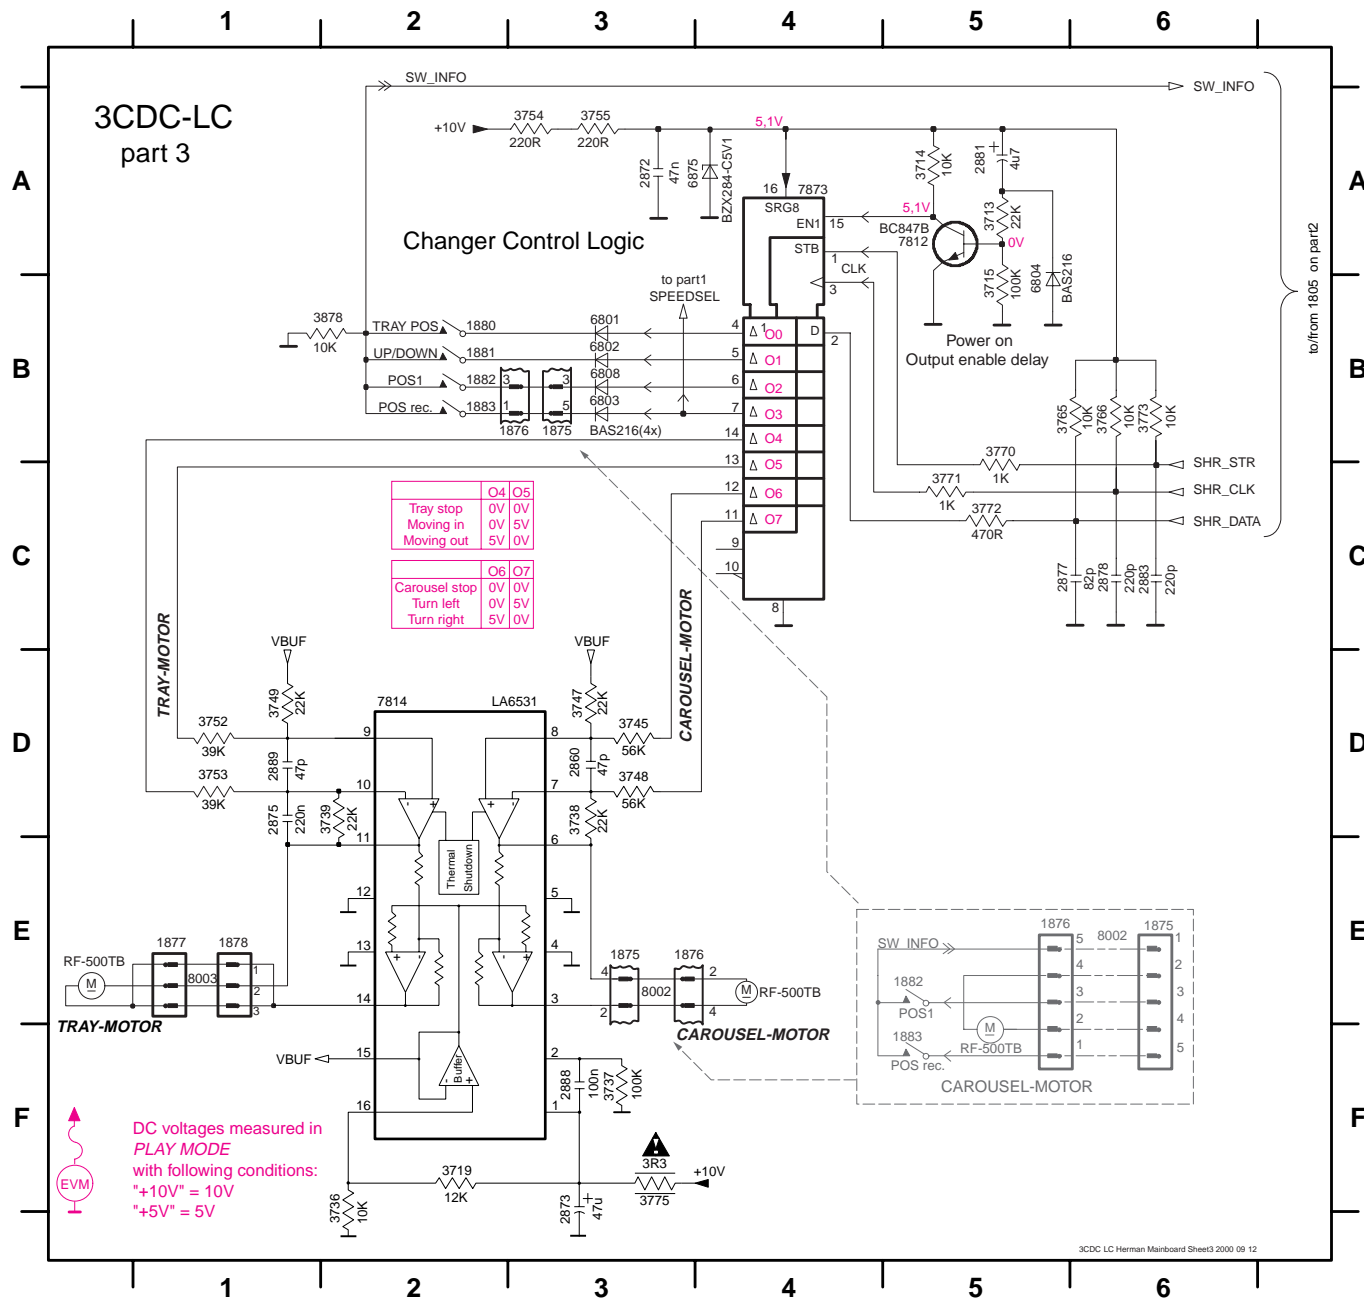 1 2 3 4 5 6
SW_INFO
SW_INFO
3CDC-LC
part 3
+10V
3754
220R
3755
220R
5,1V
2872
47n
6875
BZX284-C5V1
3714
10K
2881
+
4u7
A
A
16
7873
SRG8
EN1
15
5,1V
BC847B
7812
3713
22K
0V
Changer Control Logic
STB
1
CLK
3
3715
100K
6804
BAS216
to/from 1805 on part2
to part1
SPEEDSEL
3878
10K
TRAY POS
1880
6801
4
1
O0
D
2
Power on
Output enable delay
UP/DOWN
1881
6802
5
O1
B
B
POS1
1882
3
3
6808
6
O2
POS rec.
1883
1
5
6803
7
O3
1876
1875
BAS216(4x)
14
O4
3765
10K
3766
10K
3773
10K
13
O5
3770
1K
SHR_STR
12
O6
3771
1K
SHR_CLK
11
O7
3772
470R
SHR_DATA
O4 O5
Tray stop 0V 0V
Moving in 0V 5V
Moving out 5V 0V
C
C
9
10
8
2877
82p
2878
220p
2883
220p
O6 O7
Carousel stop 0V 0V
Turn left 0V 5V
Turn right 5V 0V
TRAY-MOTOR
CAROUSEL-MOTOR
VBUF
VBUF
3749
22K
7814
LA6531
3747
22K
D
D
3752
39K
9
8
3745
56K
2889
47p
2860
47p
3753
39K
10
7
3748
56K
2875
220n
3739
22K
- +
+ -
3738
22K
11
6
Thermal
Shutdown
12
5
E
E
13
4
- +
+ -
1877
1878
RF-500TB
M
8003
1
2
3
14
3
TRAY-MOTOR
1875
1876
4
2
8002
2
4
M
RF-500TB
CAROUSEL-MOTOR
1876
8002
1875
SW_INFO
5
1
4
2
1882
POS1
3
3
M
RF-500TB
2
4
1883
POS rec.
1
5
CAROUSEL-MOTOR
VBUF
15
Buffer
- +
2
2888
100n
3737
100K
16
1
F
F
EVM
DC voltages measured in
PLAY MODE
with following conditions:
"+10V" = 10V
"+5V" = 5V
3736
10K
3719
12K
2873
+
47u
3R3
3775
+10V
3CDC LC Herman Mainboard Sheet3 2000 09 12
1 2 3 4 5 6